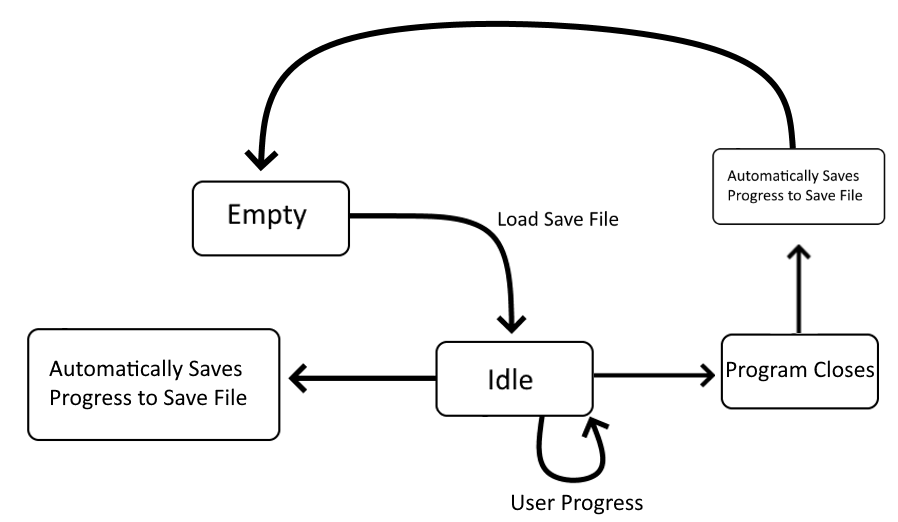 Automatically Saves
Progress to Save File
Empty
Load Save File
Automatically Saves
Progress to Save File
Idle
Program Closes
User Progress